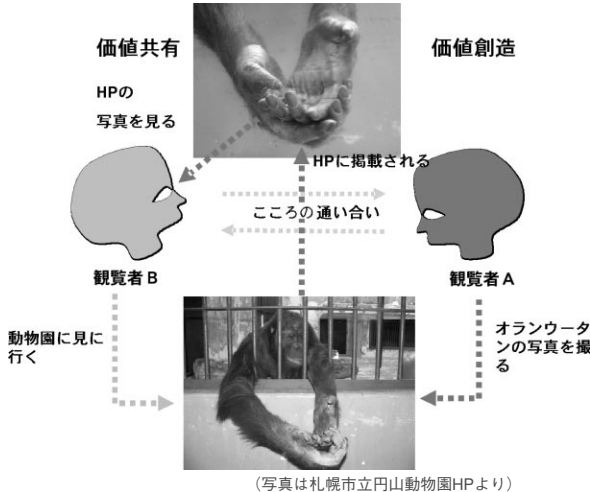 価値共有
価値創造
HPの
写真を見る
HPに掲載される
こころの通い合い
観覧者B
観覧者A
動物園に見に
行く
オランウータ
ンの写真を撮
る
（写真は札幌市立円山動物園HPより）